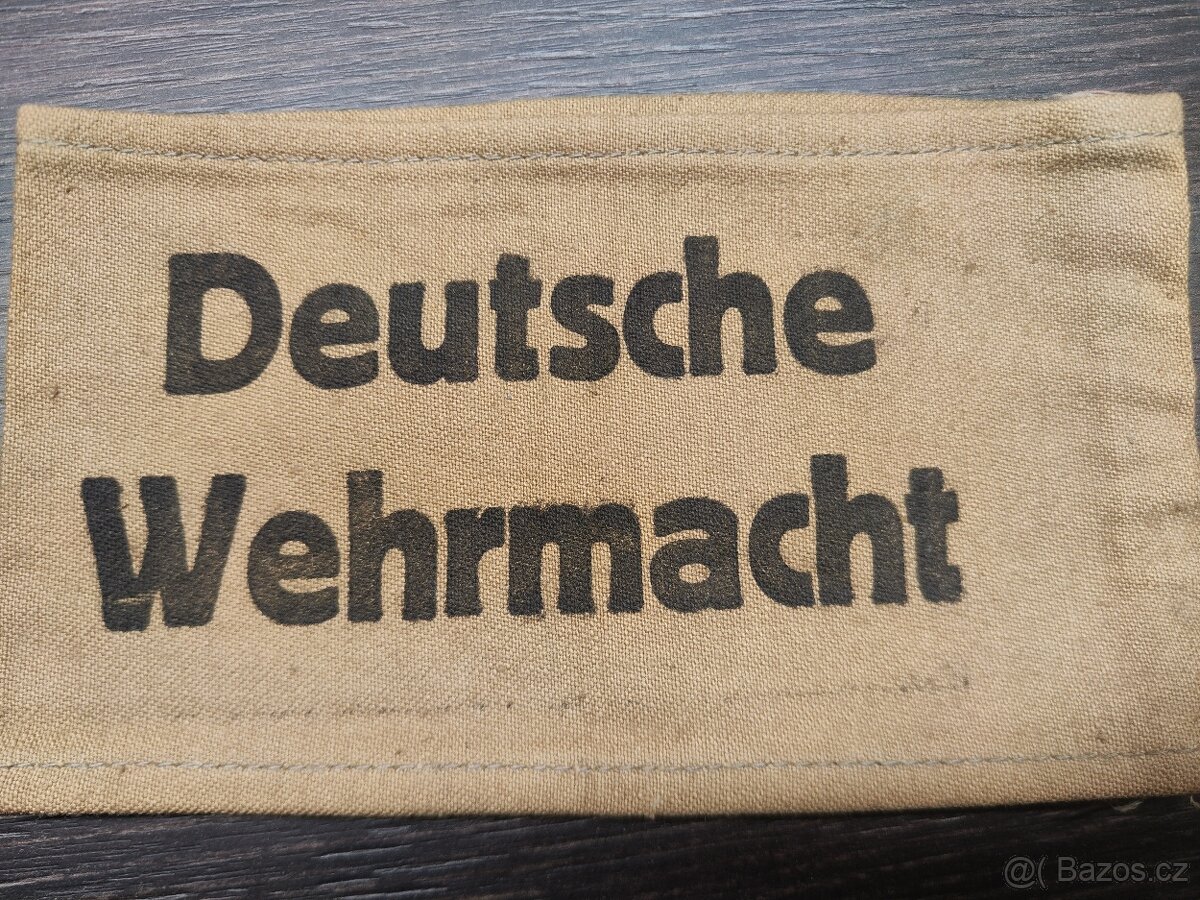 Deutsche
Wehrmacht
@( Bazos.cz